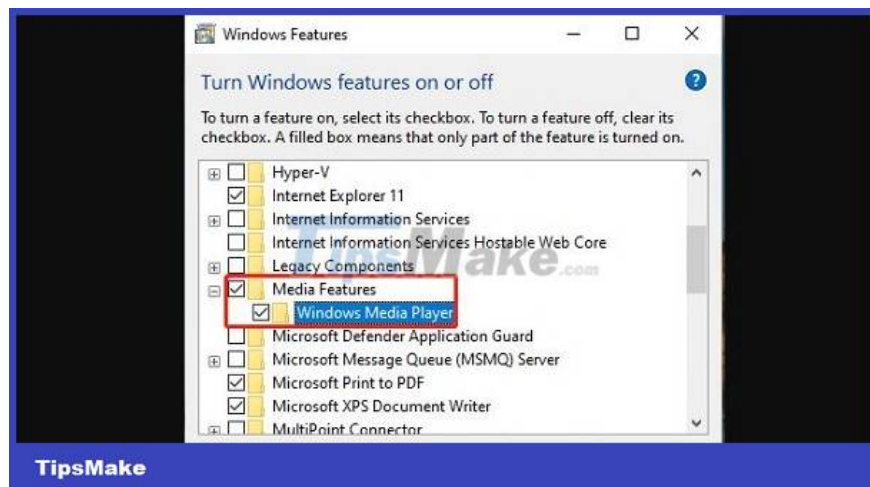 Windows Features
Turn Windows features on or off
To turn a feature on, select its checkbox. To turn a feature off, clear its
checkbox. A filled box means that only part of the feature is turned on.
Hyper-V
Internet Explorer 11
Internet Information Services
Internet Information Services Hostable Web Core
Legacy Components
TipsMake.com
Media Features
Windows Media Player
Microsoft Defender Application Guard
Microsoft Message Queue (MSMQ) Server
Microsoft Print to PDF
Microsoft XPS Document Writer
MultiPoint Connector
TipsMake